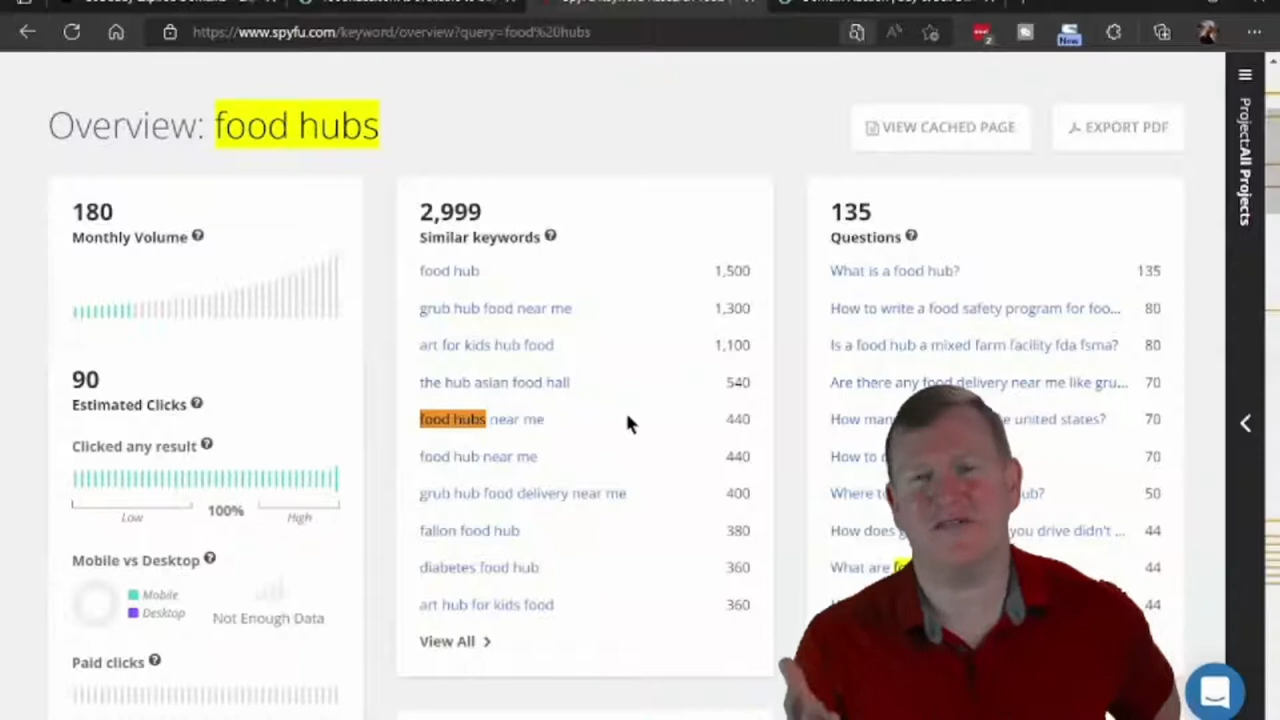 https://www.spyfu.com/keyword/overview?query=food%20hubs
2
New
Overview: food hubs
VIEW CACHED PAGE
EXPORT PDF
Project:All Projects
180
Monthly Volume
90
Estimated Clicks
Clicked any result
Low
100%
High
Mobile vs Desktop
Mobile
Desktop
Not Enough Data
Paid clicks
2,999
Similar keywords
food hub 1,500
grub hub food near me 1,300
art for kids hub food 1,100
the hub asian food hall 540
food hubs near me 440
food hub near me 440
grub hub food delivery near me 400
fallon food hub 380
diabetes food hub 360
art hub for kids food 360
View All
135
Questions
What is a food hub? 135
How to write a food safety program for foo... 80
Is a food hub a mixed farm facility fda fsma? 80
Are there any food delivery near me like gru... 70
How united states? 70
How to 70
50
How does you drive didn't ... 44
What are 44
44